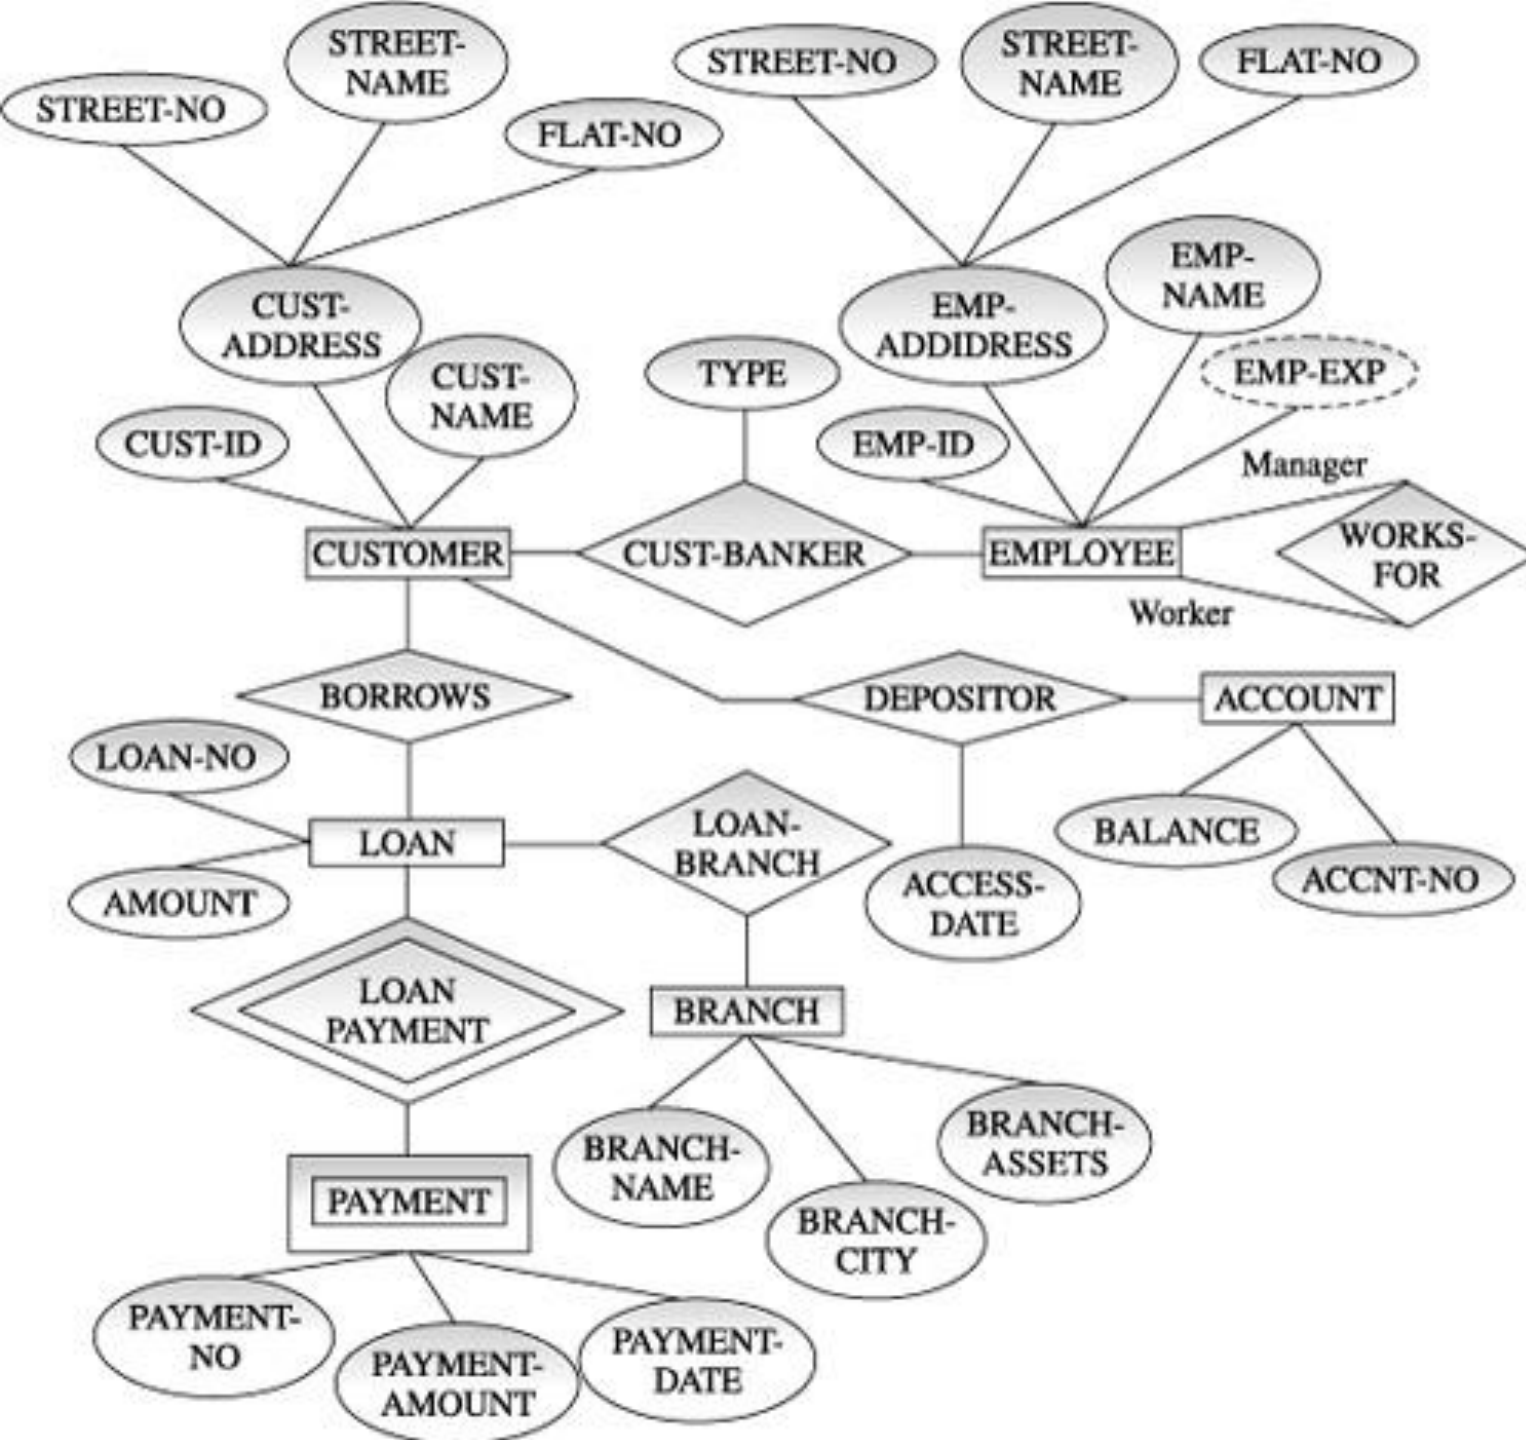 STREET-
NAME
STREET-NO
FLAT-NO
STREET-NO
STREET-
NAME
FLAT-NO
CUST-
ADDRESS
CUST-
NAME
CUST-ID
TYPE
EMP-
ADDIDRESS
EMP-
NAME
EMP-EXP
EMP-ID
Manager
CUSTOMER
CUST-BANKER
EMPLOYEE
WORKS-
FOR
Worker
BORROWS
DEPOSITOR
ACCOUNT
LOAN-NO
LOAN
LOAN-
BRANCH
BALANCE
AMOUNT
ACCESS-
DATE
ACCNT-NO
LOAN
PAYMENT
BRANCH
BRANCH-
NAME
BRANCH-
CITY
BRANCH-
ASSETS
PAYMENT
PAYMENT-
NO
PAYMENT-
AMOUNT
PAYMENT-
DATE